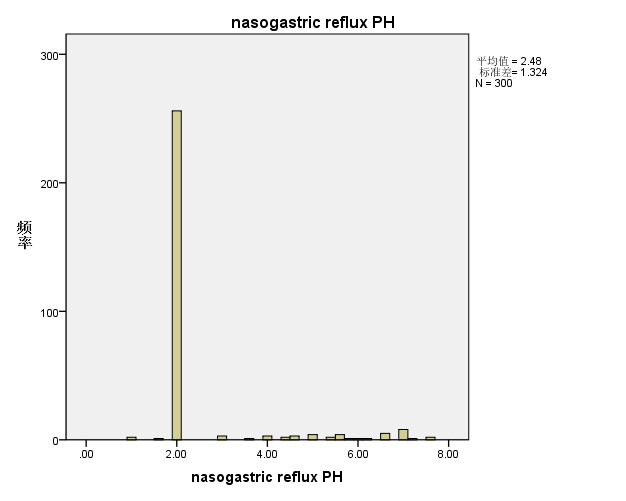 nasogastric reflux PH
平均值 = 2.48
标准差= 1.324
N = 300
300
200
100
0
频率
.00 2.00 4.00 6.00 8.00
nasogastric reflux PH